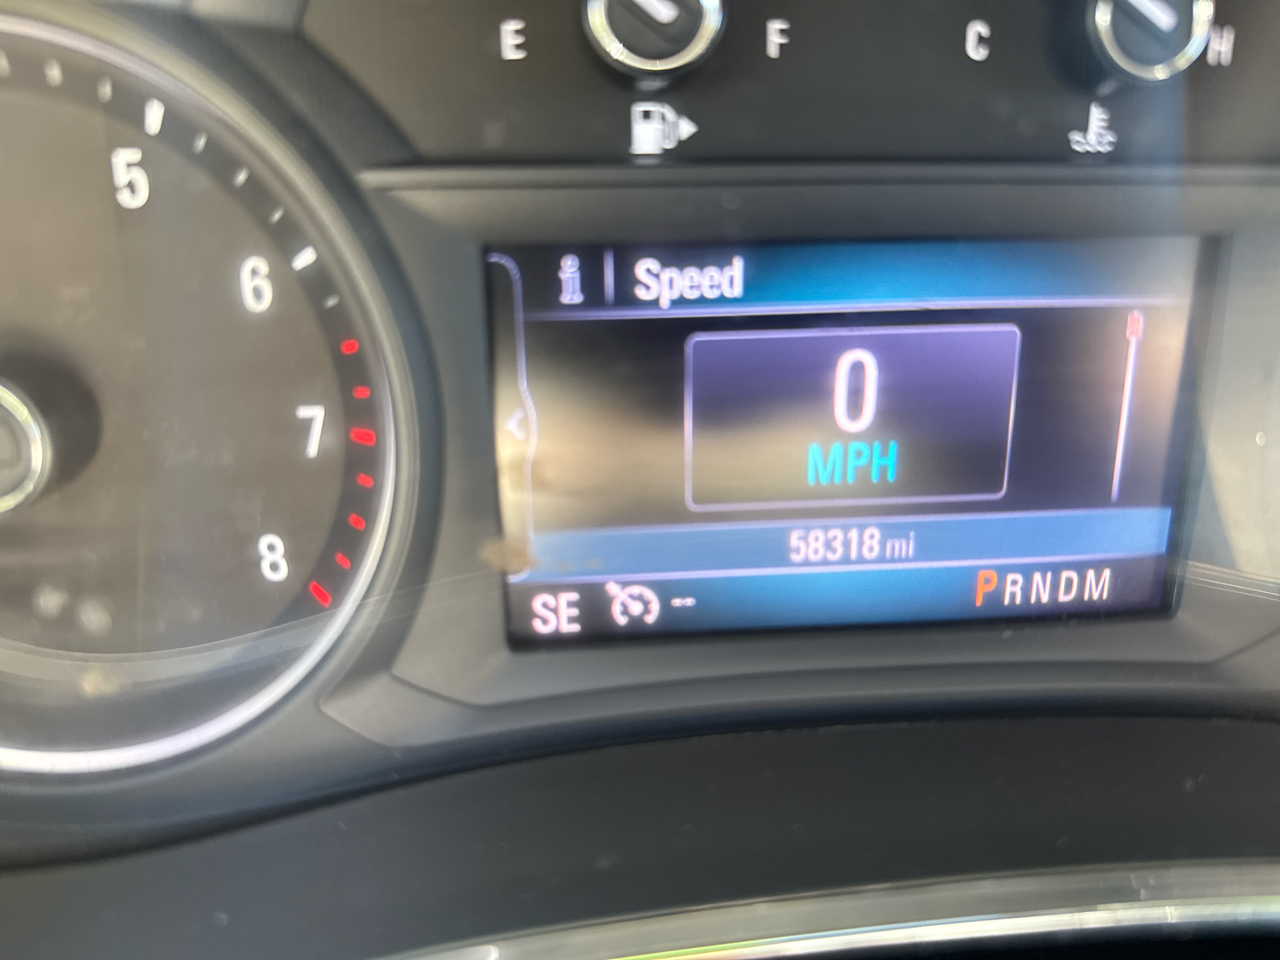 E F C H
5
6
7
8
i Speed
0
MPH
58318 mi
SE -- PRNDM